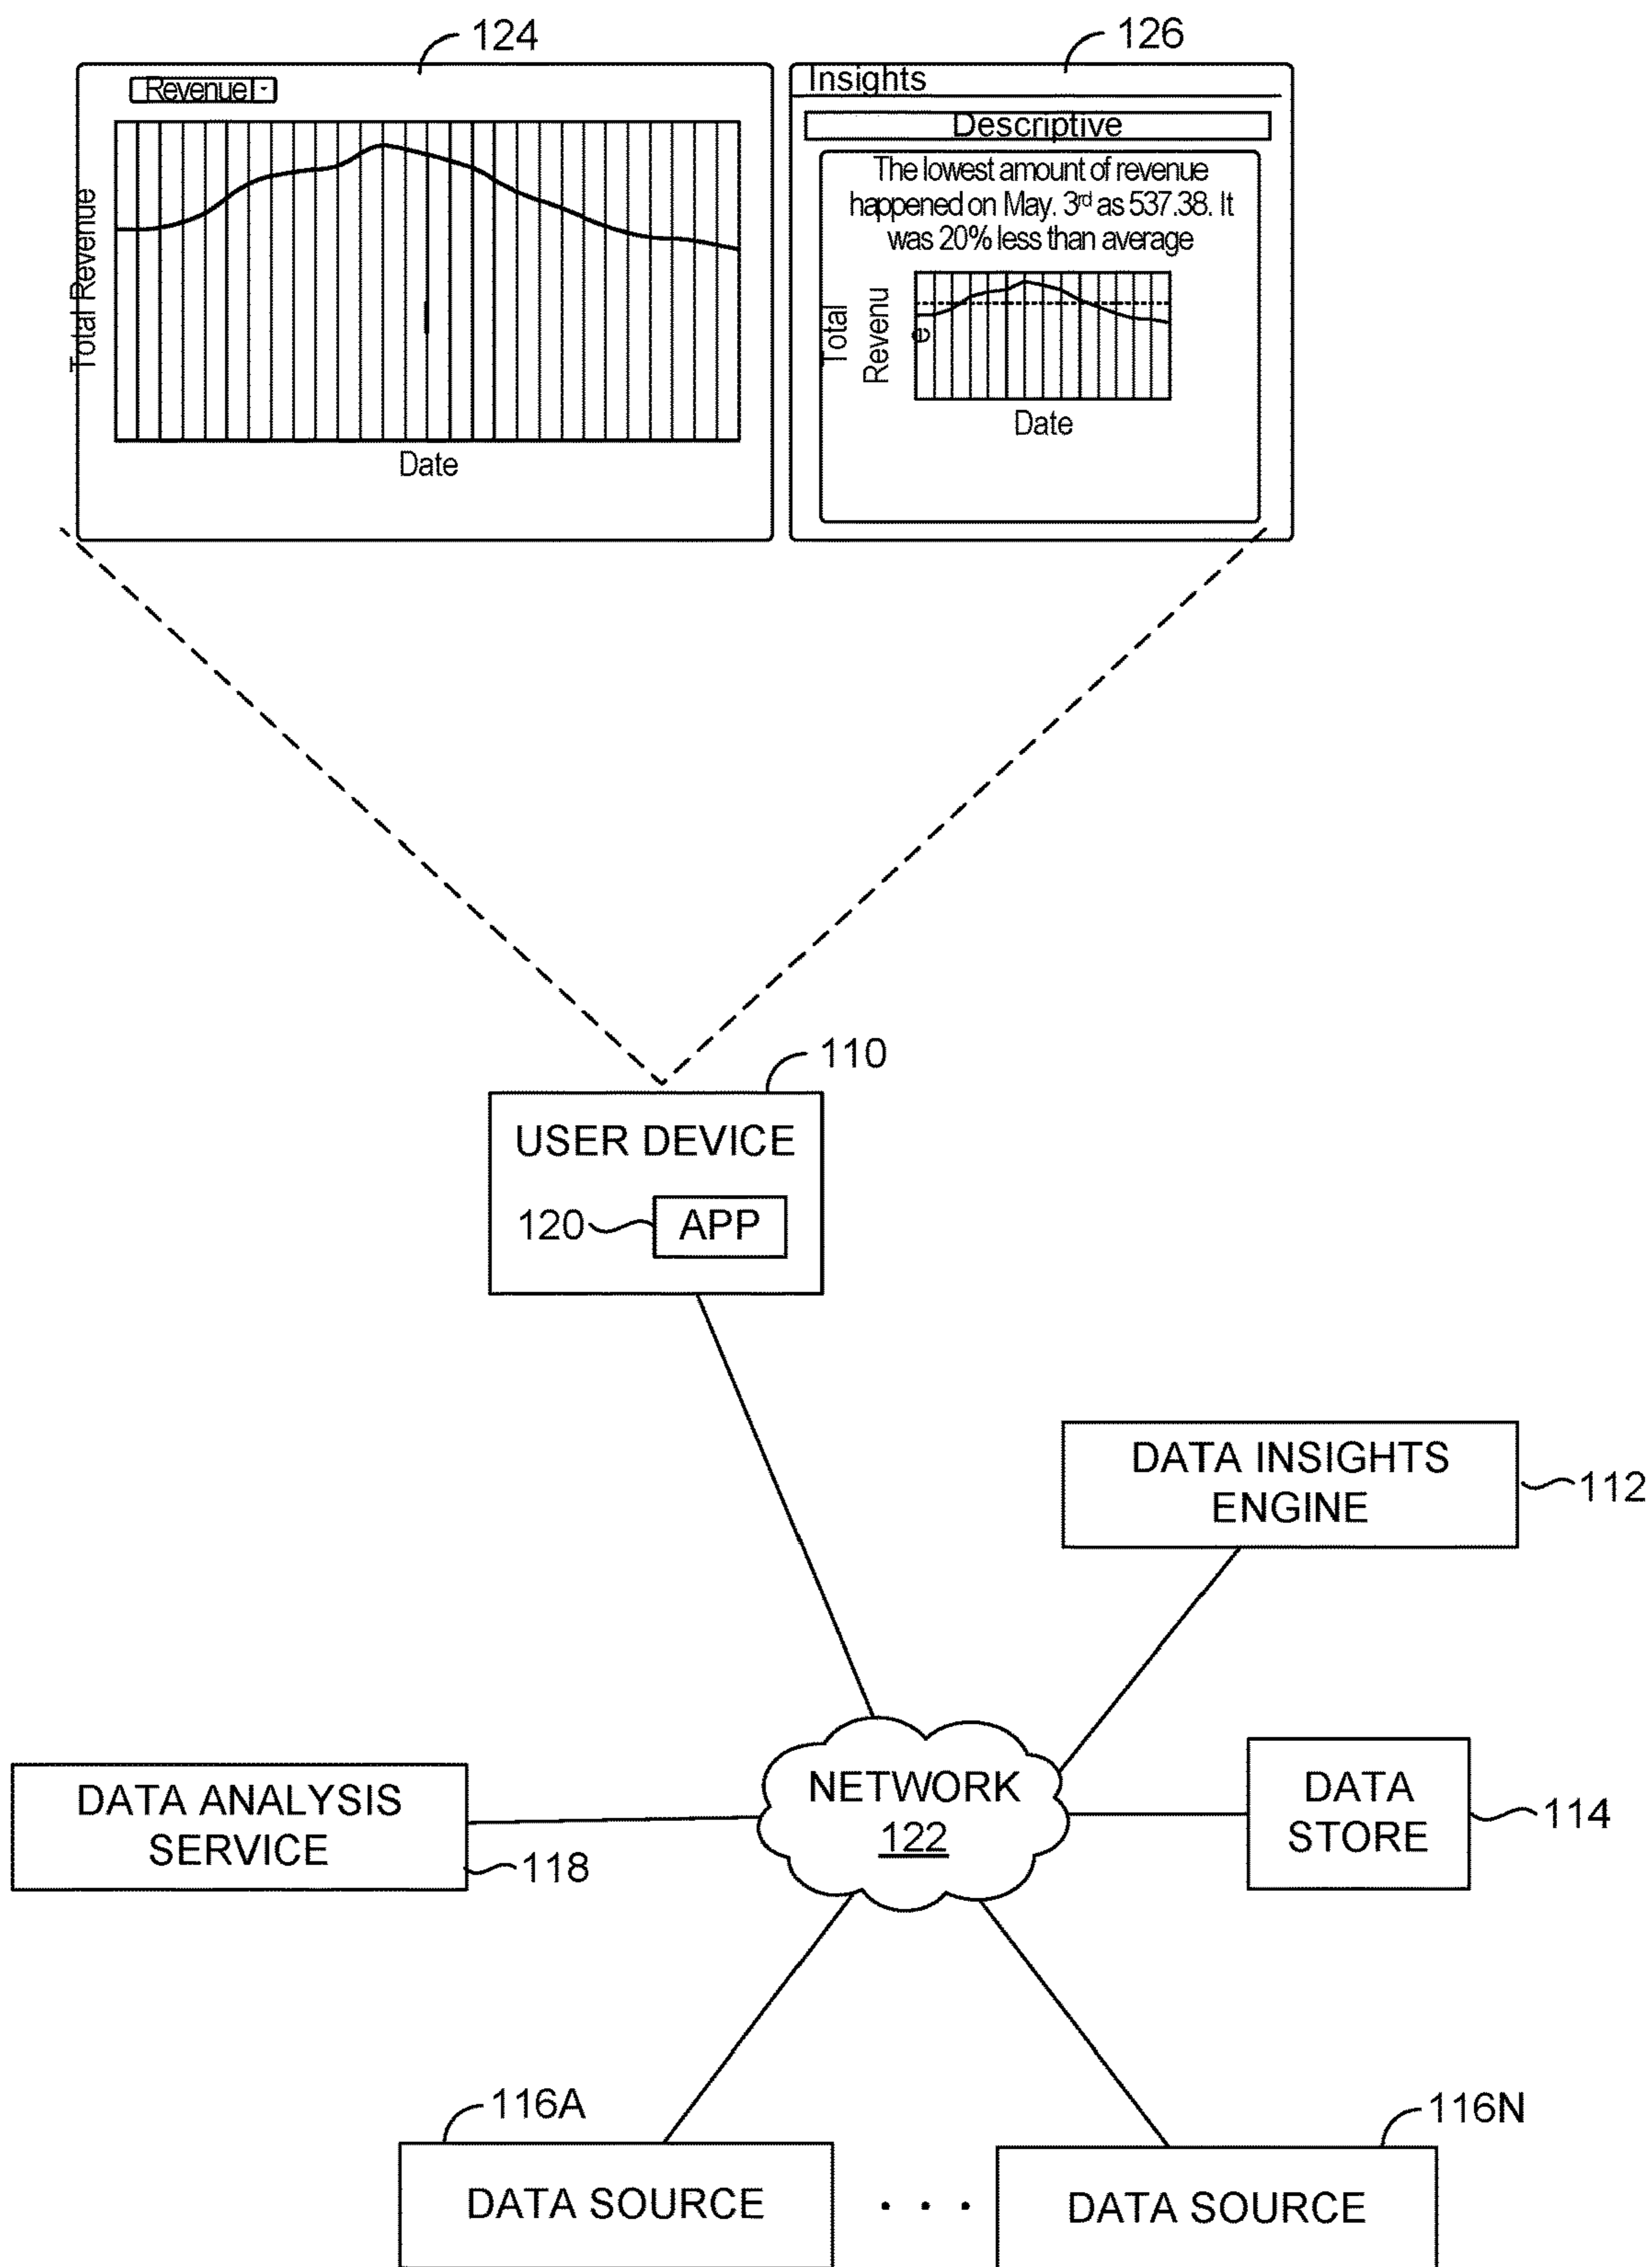 124
126
Revenue
Total Revenue
Date
Insights
Descriptive
The lowest amount of revenue
happened on May. 3rd as 537.38. It
was 20% less than average
Total
Revenu
e
Date
110
USER DEVICE
120
APP
DATA INSIGHTS
ENGINE
112
DATA ANALYSIS
SERVICE
118
NETWORK
122
DATA
STORE
114
116A
DATA SOURCE
. . .
116N
DATA SOURCE